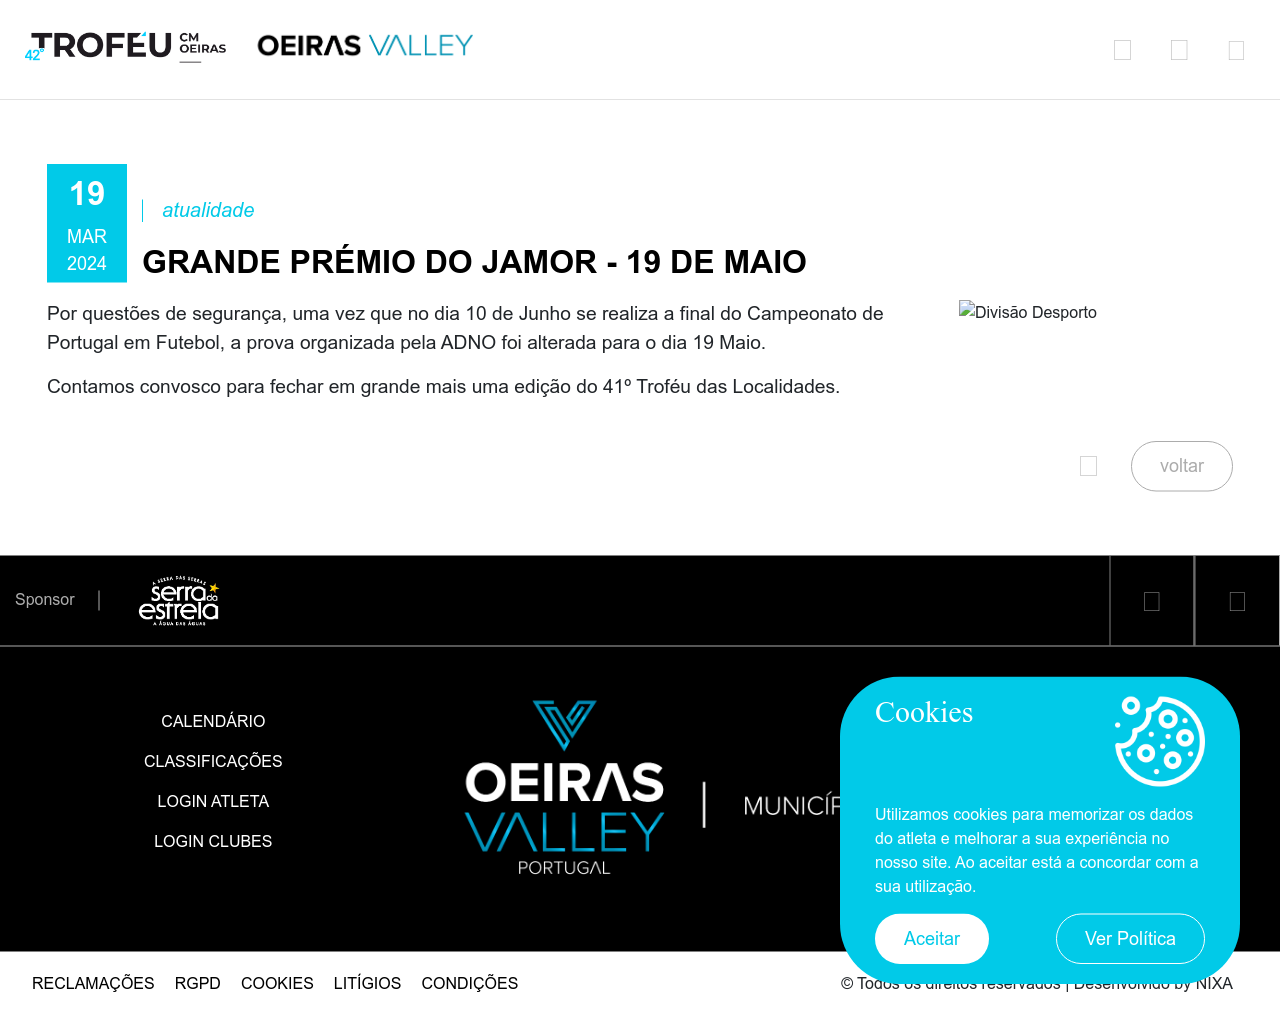 42º TROFÉU CM OEIRAS
OEIRAS VALLEY
19
MAR
2024
atualidade
GRANDE PRÉMIO DO JAMOR - 19 DE MAIO
Por questões de segurança, uma vez que no dia 10 de Junho se realiza a final do Campeonato de
Portugal em Futebol, a prova organizada pela ADNO foi alterada para o dia 19 Maio.
Contamos convosco para fechar em grande mais uma edição do 41º Troféu das Localidades.
Divisão Desporto
voltar
Sponsor
A SERRA DAS SERRAS
serra da
estrela
A ÁGUA DAS ÁGUAS
CALENDÁRIO
CLASSIFICAÇÕES
LOGIN ATLETA
LOGIN CLUBES
OEIRAS
VALLEY
PORTUGAL
MUNICÍP
Cookies
Utilizamos cookies para memorizar os dados
do atleta e melhorar a sua experiência no
nosso site. Ao aceitar está a concordar com a
sua utilização.
Aceitar
Ver Política
RECLAMAÇÕES RGPD COOKIES LITÍGIOS CONDIÇÕES
© Todos os direitos reservados | Desenvolvido by NIXA